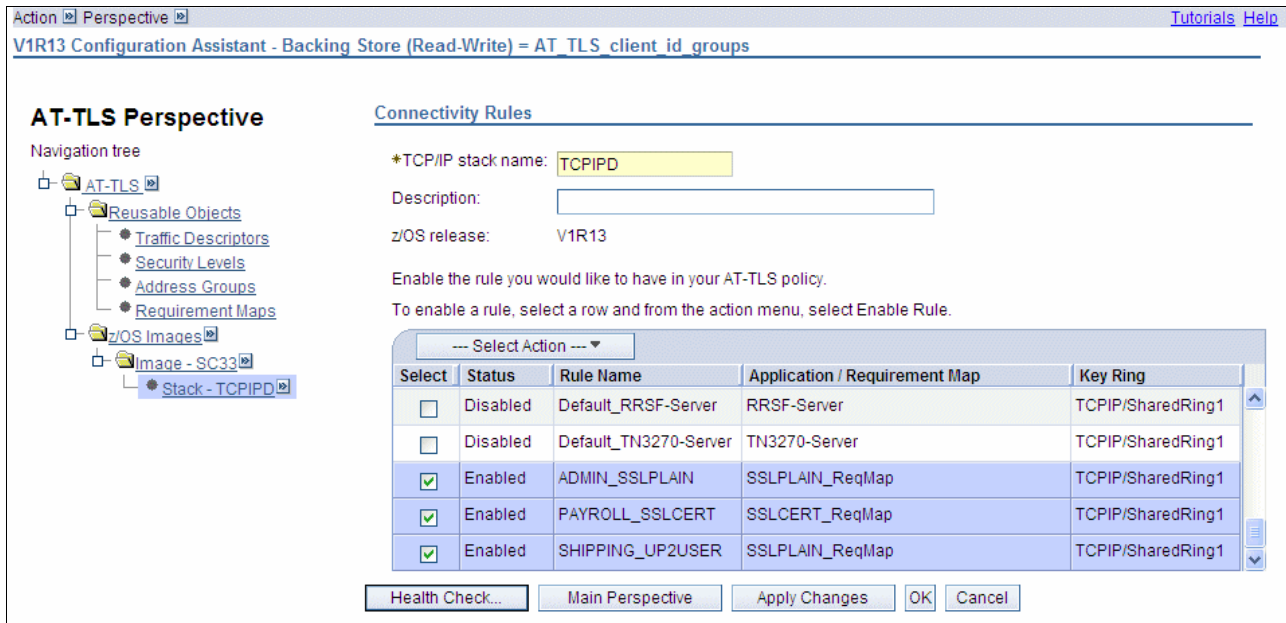 Action Perspective Tutorials Help
V1R13 Configuration Assistant - Backing Store (Read-Write) = AT_TLS_client_id_groups
AT-TLS Perspective
Navigation tree
AT-TLS
Reusable Objects
Traffic Descriptors
Security Levels
Address Groups
Requirement Maps
z/OS Images
Image - SC33
Stack - TCPIPD
Connectivity Rules
*TCP/IP stack name: TCPIPD
Description:
z/OS release: V1R13
Enable the rule you would like to have in your AT-TLS policy.
To enable a rule, select a row and from the action menu, select Enable Rule.
--- Select Action ---
Select Status Rule Name Application / Requirement Map Key Ring
Disabled Default_RRSF-Server RRSF-Server TCPIP/SharedRing1
Disabled Default_TN3270-Server TN3270-Server TCPIP/SharedRing1
Enabled ADMIN_SSLPLAIN SSLPLAIN_ReqMap TCPIP/SharedRing1
Enabled PAYROLL_SSLCERT SSLCERT_ReqMap TCPIP/SharedRing1
Enabled SHIPPING_UP2USER SSLPLAIN_ReqMap TCPIP/SharedRing1
Health Check... Main Perspective Apply Changes OK Cancel